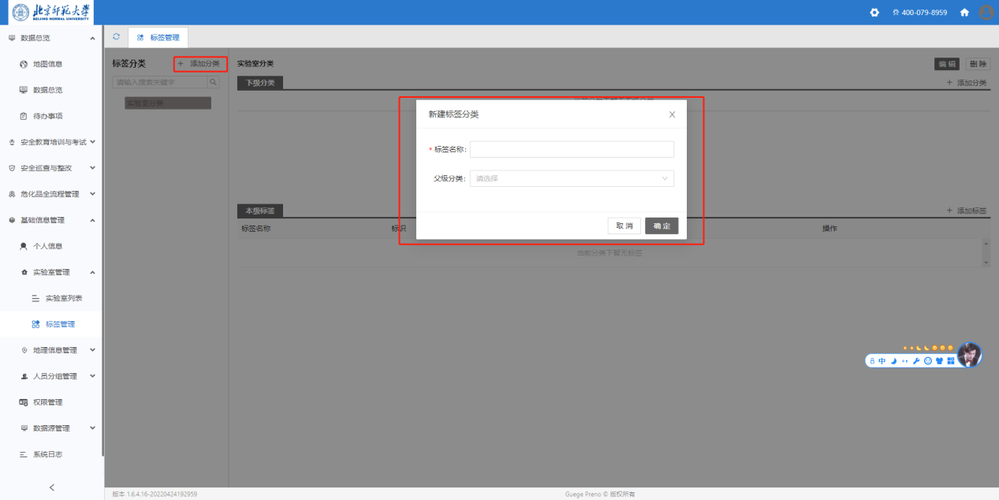 北京师范大学
BEIJING NORMAL UNIVERSITY
400-079-8959
数据总览
地图信息
数据总览
待办事项
安全教育培训与考试
安全巡查与整改
危化品全流程管理
基础信息管理
个人信息
实验室管理
实验室列表
标签管理
地理信息管理
人员分组管理
权限管理
数据源管理
系统日志
标签管理
标签分类
+ 添加分类
请输入搜索关键字
实验室分类
实验室分类
编 辑
删 除
下级分类
+ 添加分类
新建标签分类
* 标签名称:
父级分类:
请选择
取 消
确 定
本级标签
+ 添加标签
标签名称
标识
操作
当前分类下暂无标签
中
版本 1.6.4.16-20220424192959
Guege Preno © 版权所有